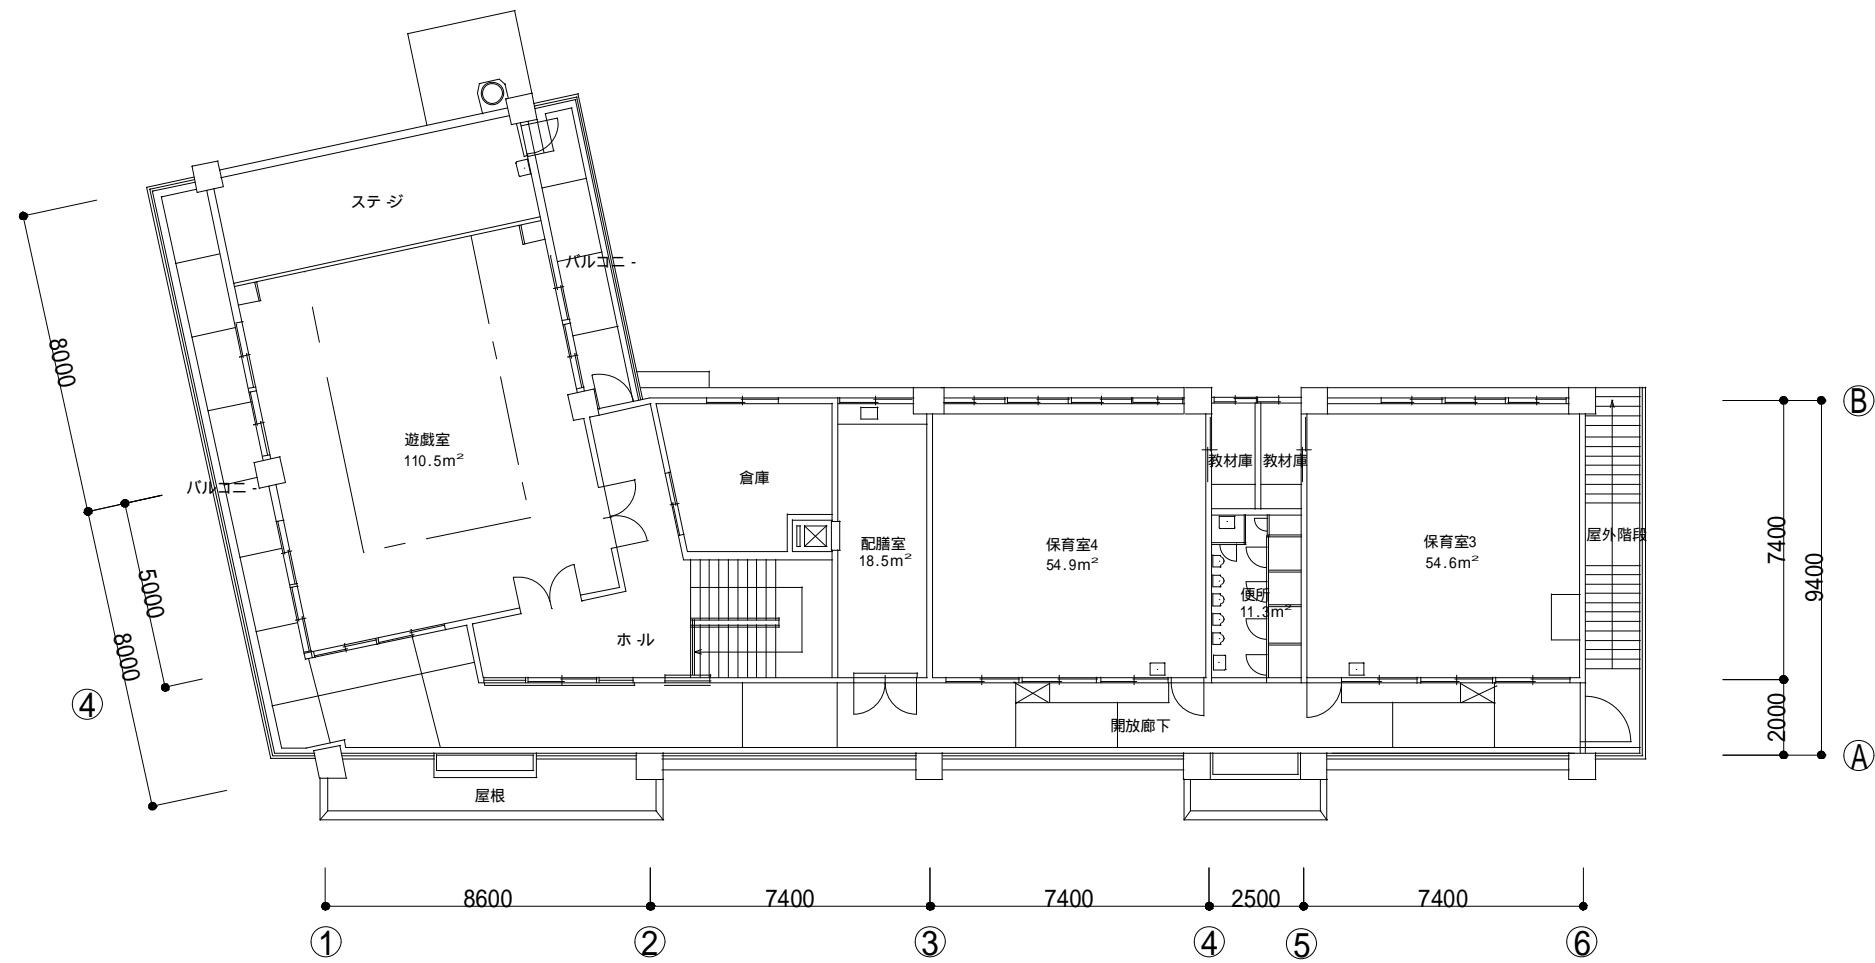 ステ-ジ
バルコニ-
8000
遊戯室
110.5m²
バルコニ-
倉庫
教材庫
教材庫
B
配膳室
18.5m²
保育室4
54.9m²
保育室3
54.6m²
屋外階段
7400
9400
5000
便所
11.3m²
8000
ホ-ル
④
開放廊下
2000
A
屋根
8600
7400
7400
2500
7400
①
②
③
④
⑤
⑥